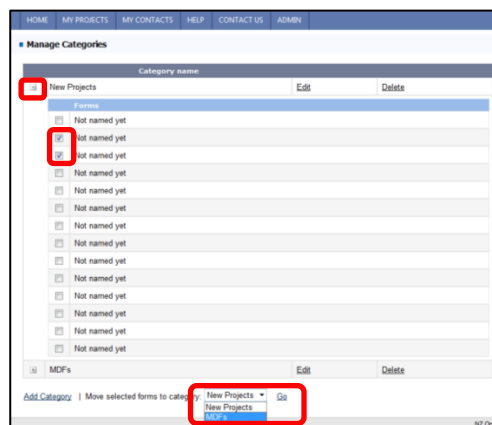 HOME MY PROJECTS MY CONTACTS HELP CONTACT US ADMIN
Manage Categories
Category name
New Projects Edit Delete
Forms
Not named yet
Not named yet
Not named yet
Not named yet
Not named yet
Not named yet
Not named yet
Not named yet
Not named yet
Not named yet
Not named yet
Not named yet
Not named yet
Not named yet
MDFs Edit Delete
Add Category | Move selected forms to category: New Projects Go
New Projects
MDFs